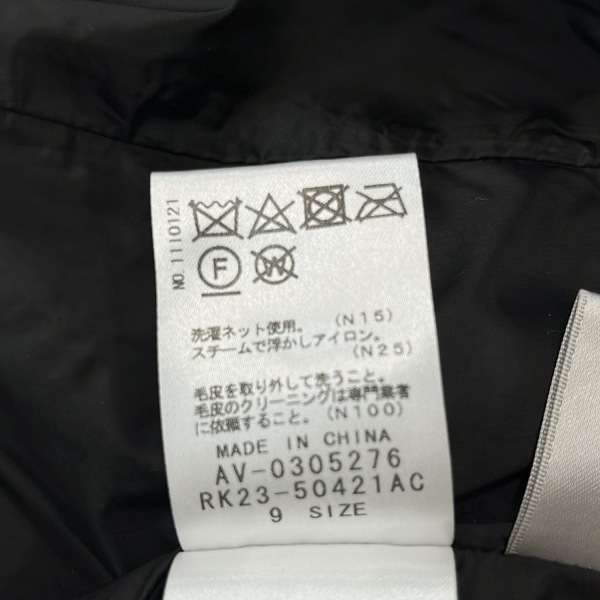 NO.1110121
F
W
洗濯ネット使用。 (N15)
スチームで浮かしアイロン。
(N25)
毛皮を取り外して洗うこと。
毛皮のクリーニングは専門業者
に依頼すること。(N100)
MADE IN CHINA
AV-0305276
RK23-50421AC
9 SIZE